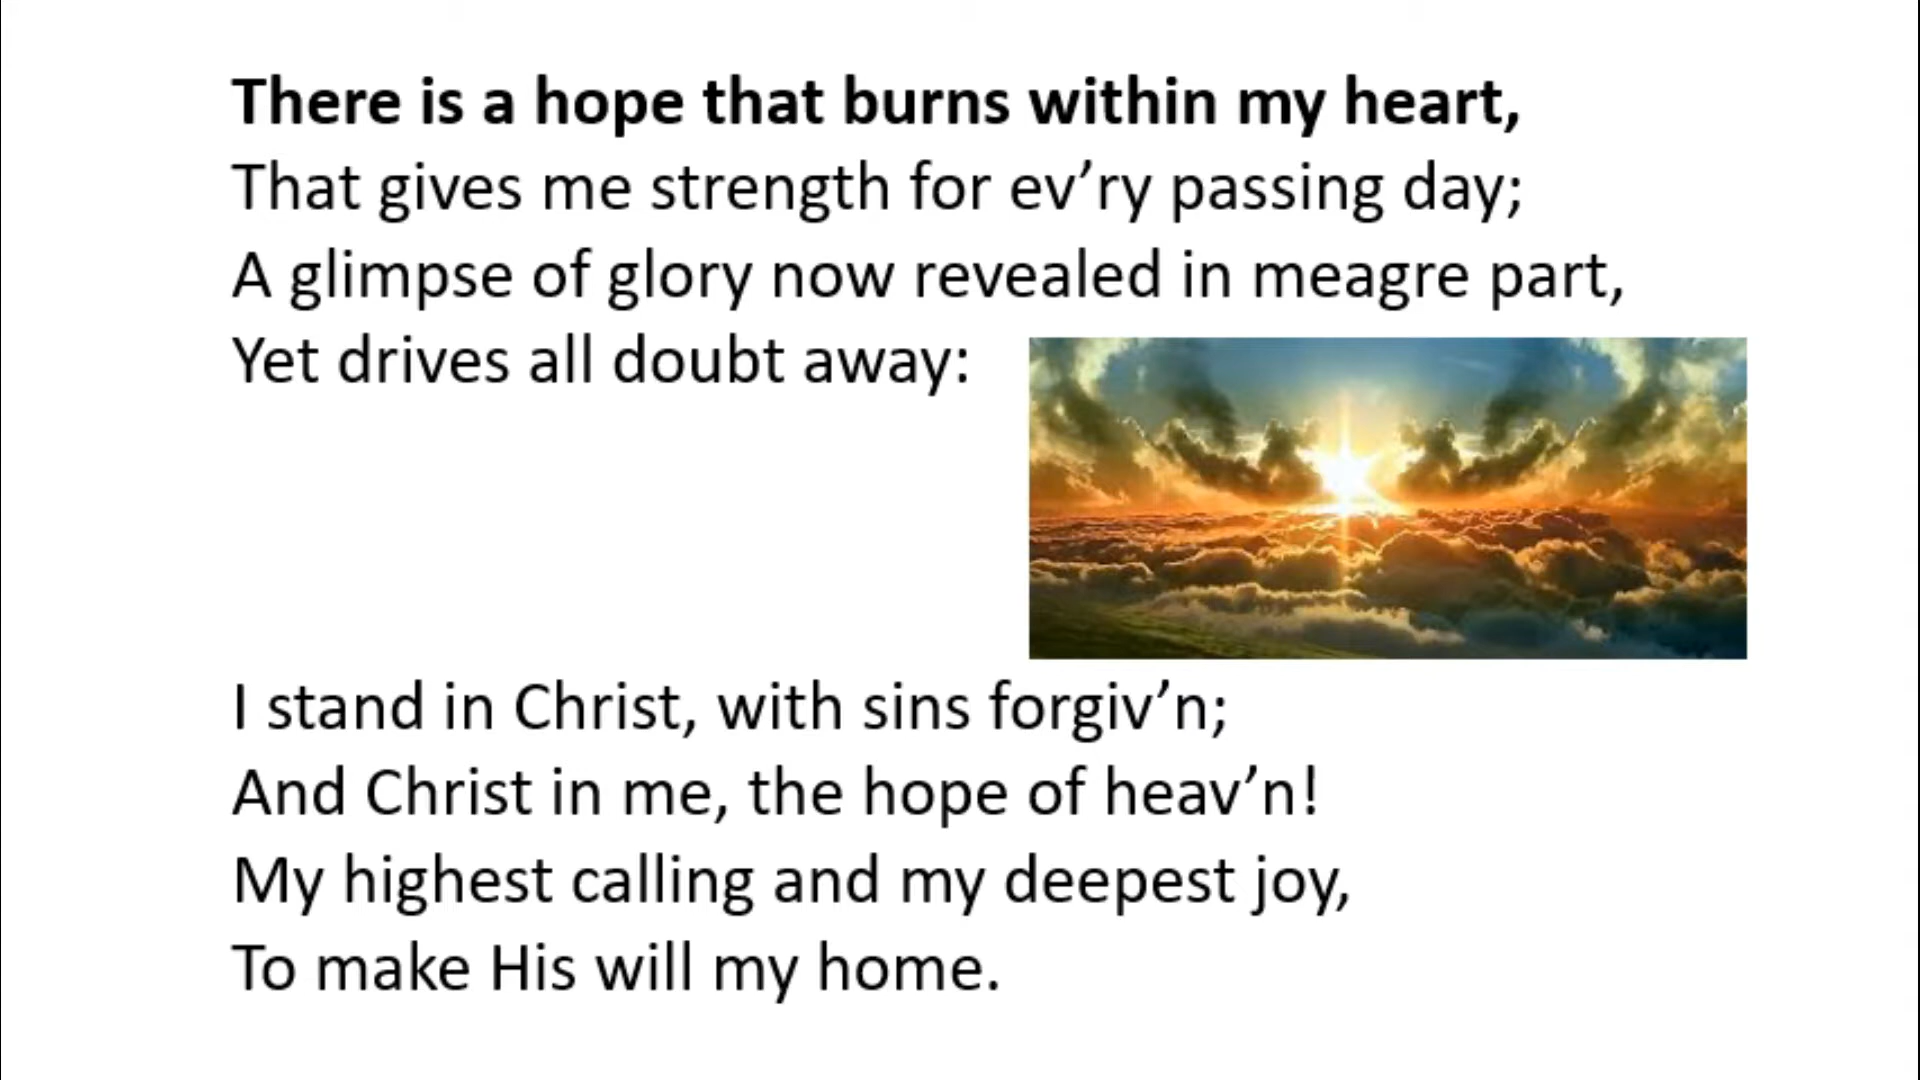 There is a hope that burns within my heart,
That gives me strength for ev’ry passing day;
A glimpse of glory now revealed in meagre part,
Yet drives all doubt away:
I stand in Christ, with sins forgiv’n;
And Christ in me, the hope of heav’n!
My highest calling and my deepest joy,
To make His will my home.